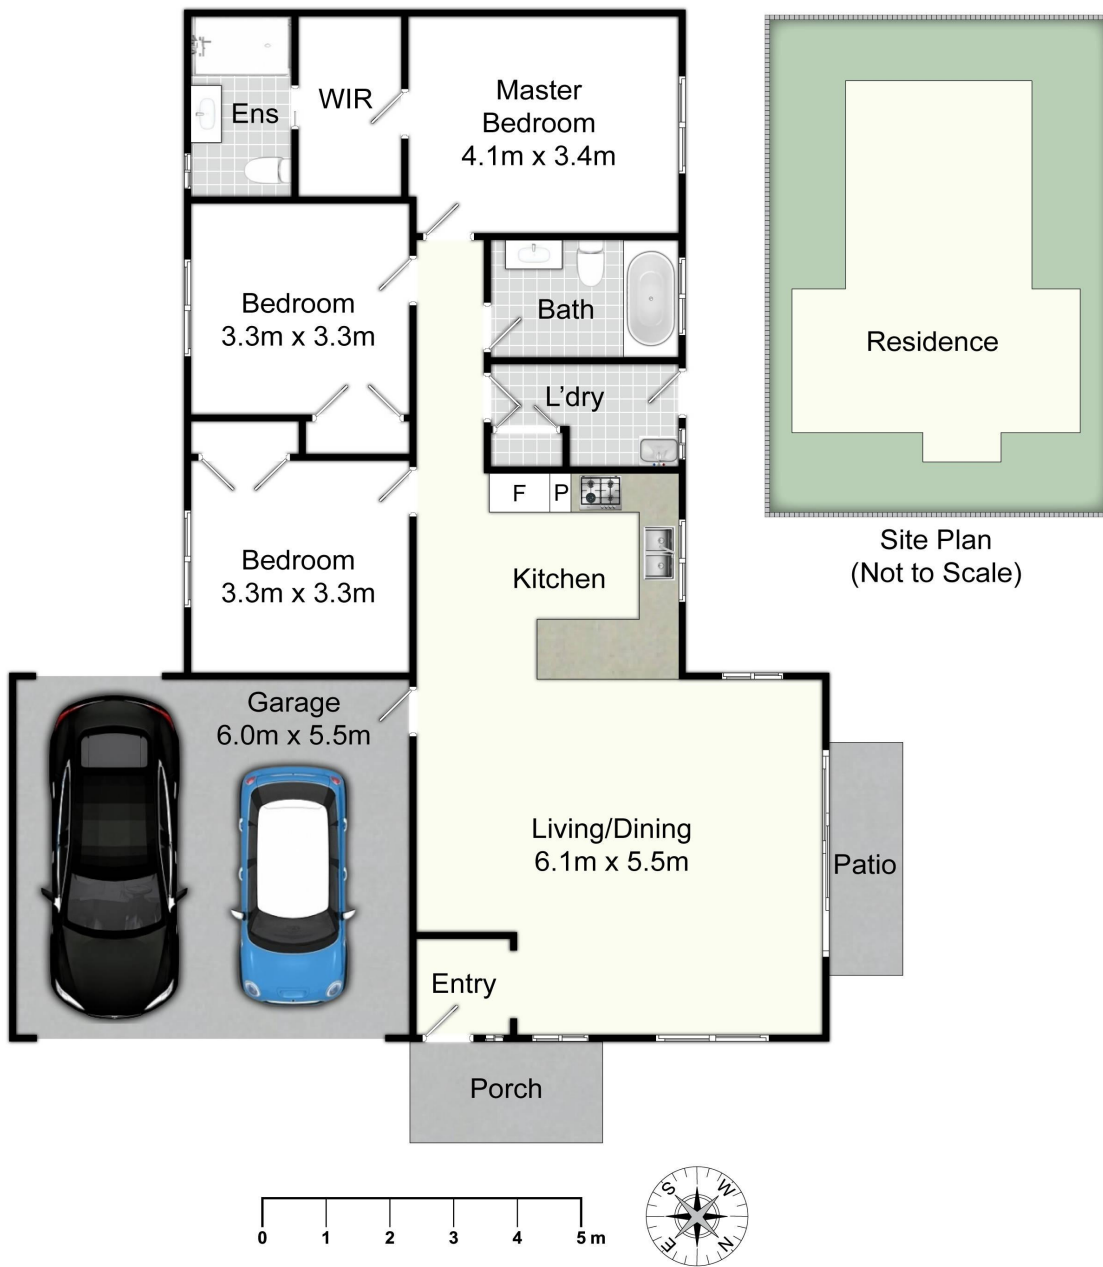 Ens
WIR
Master
Bedroom
4.1m x 3.4m
Bedroom
3.3m x 3.3m
Bath
L'dry
Residence
F
P
Site Plan
(Not to Scale)
Bedroom
3.3m x 3.3m
Kitchen
Garage
6.0m x 5.5m
Living/Dining
6.1m x 5.5m
Patio
Entry
Porch
0 1 2 3 4 5 m
S W
E N